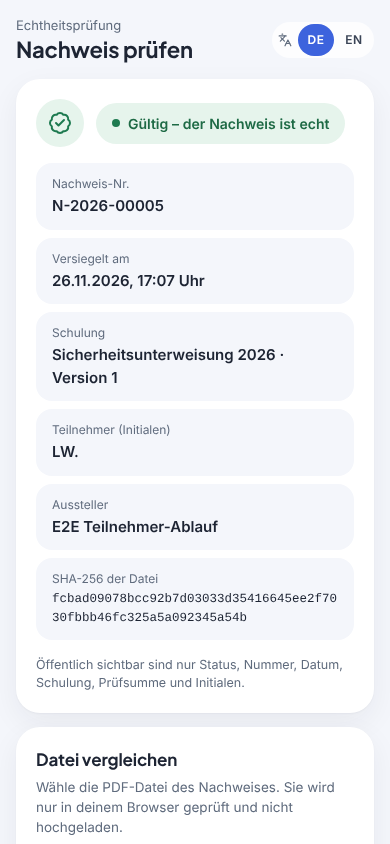 Echtheitsprüfung
Nachweis prüfen
DE
EN
Gültig – der Nachweis ist echt
Nachweis-Nr.
N-2026-00005
Versiegelt am
26.11.2026, 17:07 Uhr
Schulung
Sicherheitsunterweisung 2026 ·
Version 1
Teilnehmer (Initialen)
LW.
Aussteller
E2E Teilnehmer-Ablauf
SHA-256 der Datei
fcbad09078bcc92b7d03033d35416645ee2f70
30fbbb46fc325a5a092345a54b
Öffentlich sichtbar sind nur Status, Nummer, Datum,
Schulung, Prüfsumme und Initialen.
Datei vergleichen
Wähle die PDF-Datei des Nachweises. Sie wird
nur in deinem Browser geprüft und nicht
hochgeladen.